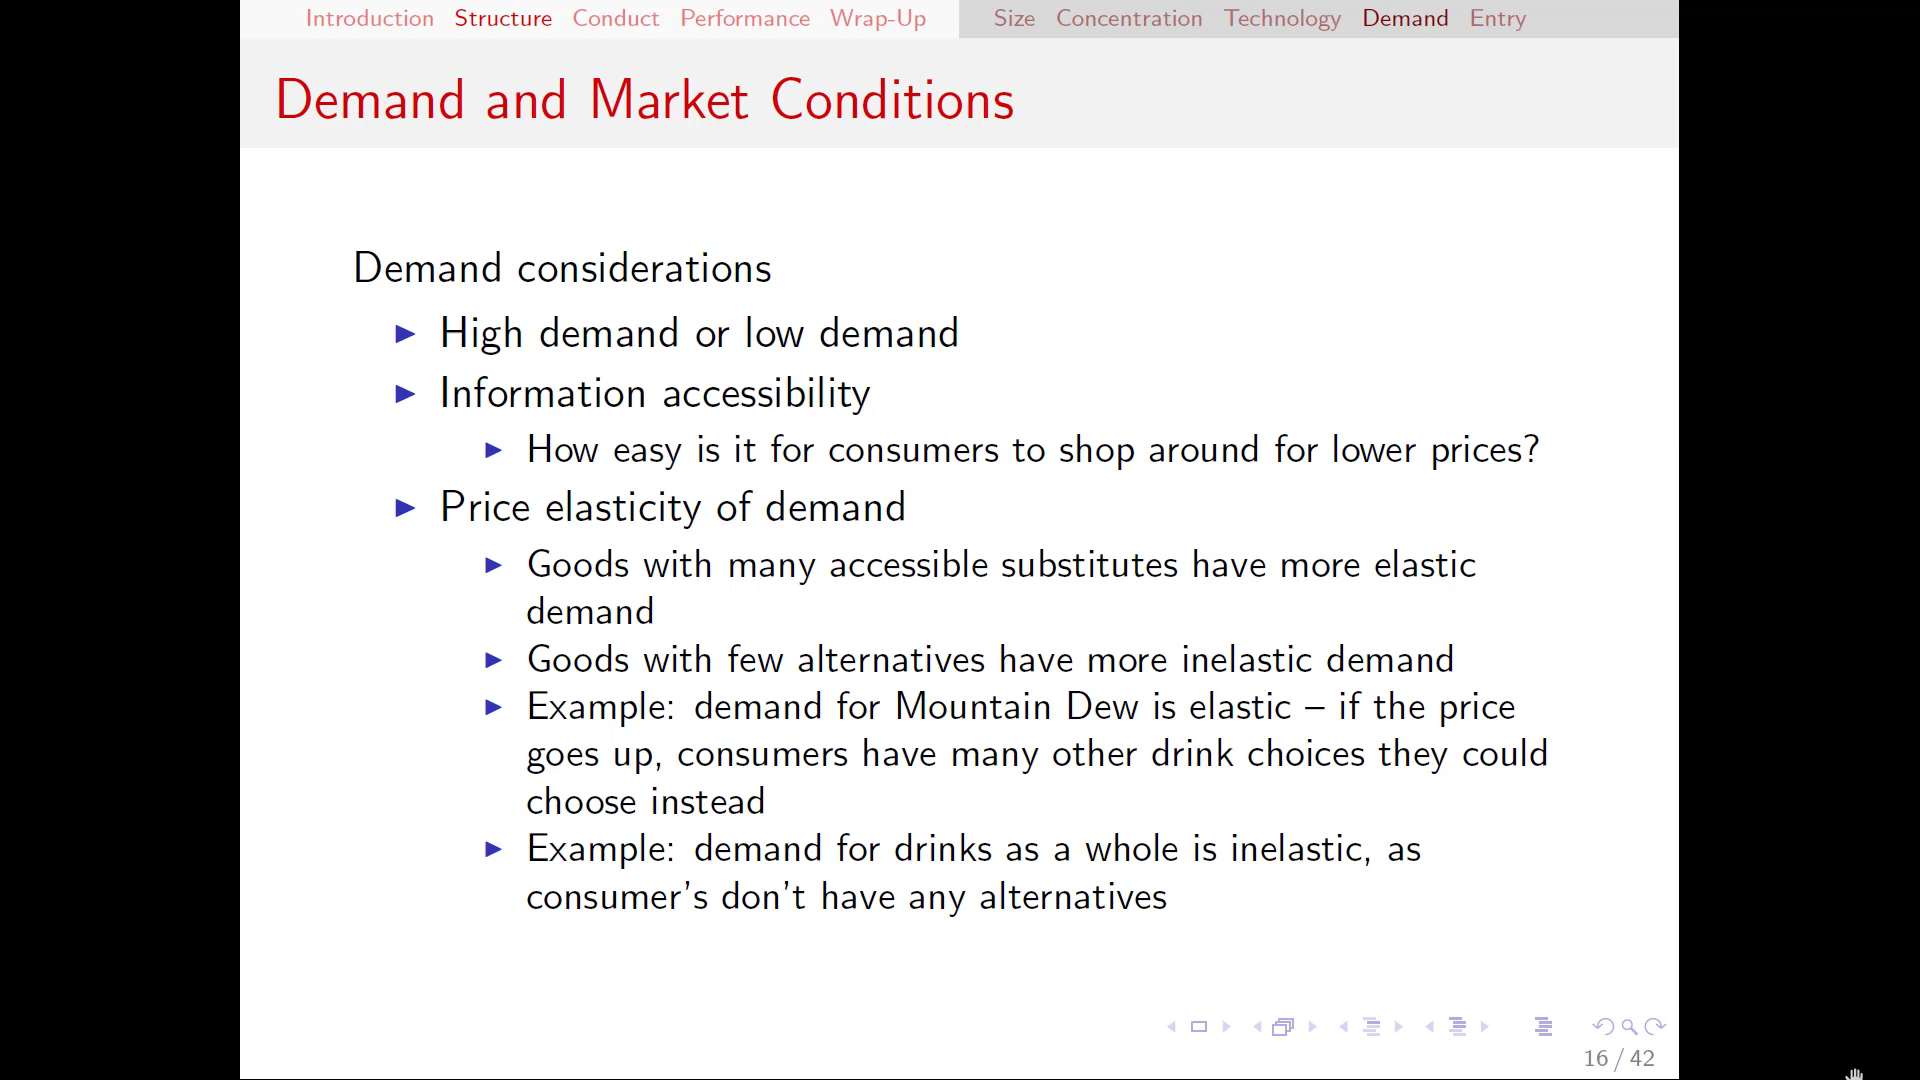 Introduction Structure Conduct Performance Wrap-Up Size Concentration Technology Demand Entry
Demand and Market Conditions
Demand considerations
High demand or low demand
Information accessibility
How easy is it for consumers to shop around for lower prices?
Price elasticity of demand
Goods with many accessible substitutes have more elastic
demand
Goods with few alternatives have more inelastic demand
Example: demand for Mountain Dew is elastic – if the price
goes up, consumers have many other drink choices they could
choose instead
Example: demand for drinks as a whole is inelastic, as
consumer's don't have any alternatives
16 / 42